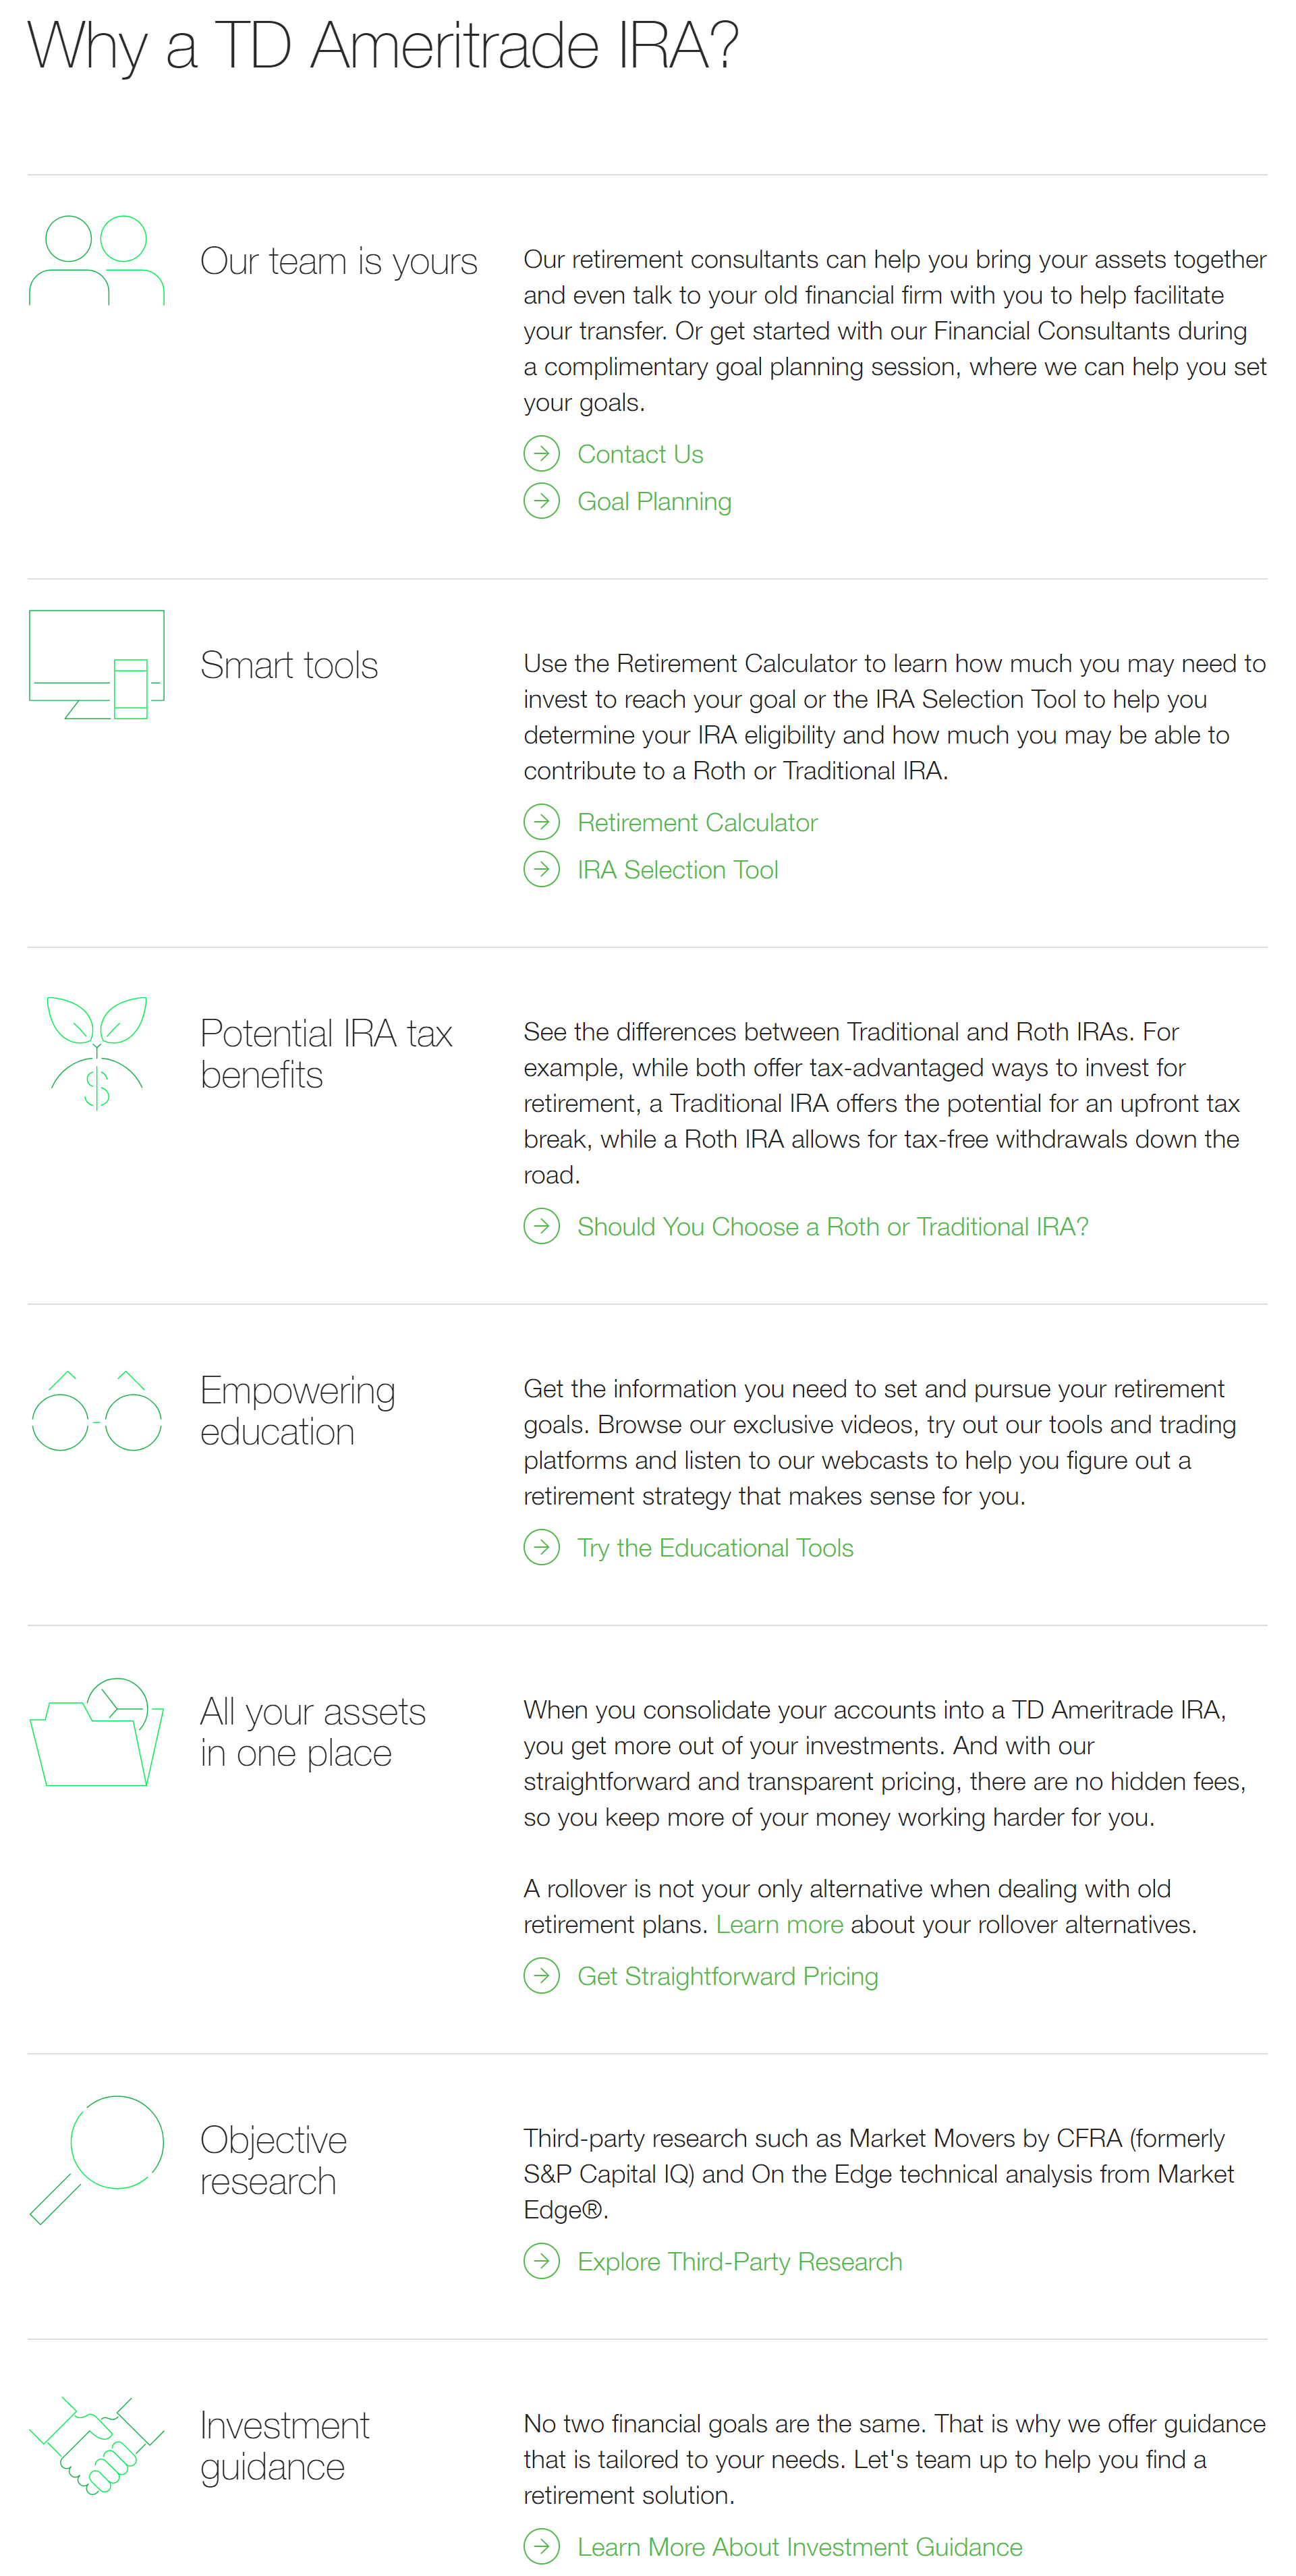 Why a TD Ameritrade IRA?
Our team is yours
Our retirement consultants can help you bring your assets together
and even talk to your old financial firm with you to help facilitate
your transfer. Or get started with our Financial Consultants during
a complimentary goal planning session, where we can help you set
your goals.
Contact Us
Goal Planning
Smart tools
Use the Retirement Calculator to learn how much you may need to
invest to reach your goal or the IRA Selection Tool to help you
determine your IRA eligibility and how much you may be able to
contribute to a Roth or Traditional IRA.
Retirement Calculator
IRA Selection Tool
Potential IRA tax
benefits
See the differences between Traditional and Roth IRAs. For
example, while both offer tax-advantaged ways to invest for
retirement, a Traditional IRA offers the potential for an upfront tax
break, while a Roth IRA allows for tax-free withdrawals down the
road.
Should You Choose a Roth or Traditional IRA?
Empowering
education
Get the information you need to set and pursue your retirement
goals. Browse our exclusive videos, try out our tools and trading
platforms and listen to our webcasts to help you figure out a
retirement strategy that makes sense for you.
Try the Educational Tools
All your assets
in one place
When you consolidate your accounts into a TD Ameritrade IRA,
you get more out of your investments. And with our
straightforward and transparent pricing, there are no hidden fees,
so you keep more of your money working harder for you.
A rollover is not your only alternative when dealing with old
retirement plans. Learn more about your rollover alternatives.
Get Straightforward Pricing
Objective
research
Third-party research such as Market Movers by CFRA (formerly
S&P Capital IQ) and On the Edge technical analysis from Market
Edge®.
Explore Third-Party Research
Investment
guidance
No two financial goals are the same. That is why we offer guidance
that is tailored to your needs. Let's team up to help you find a
retirement solution.
Learn More About Investment Guidance